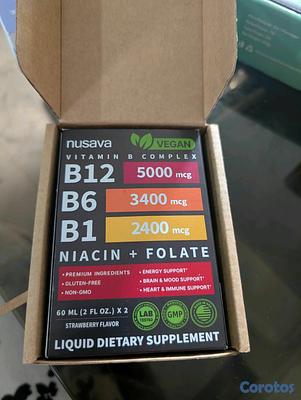 nusava
VEGAN
VITAMIN B COMPLEX
B12 5000 mcg
B6 3400 mcg
B1 2400 mcg
NIACIN + FOLATE
• PREMIUM INGREDIENTS
• GLUTEN-FREE
• NON-GMO
• ENERGY SUPPORT*
• BRAIN & MOOD SUPPORT*
• HEART & IMMUNE SUPPORT*
60 ML (2 FL OZ.) X 2
STRAWBERRY FLAVOR
LAB
TESTED
GMP
LIQUID DIETARY SUPPLEMENT
Corotos